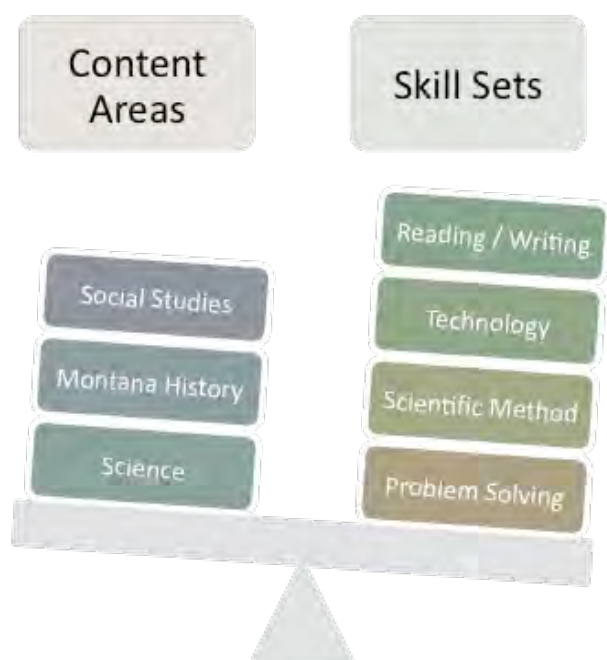 Content
Areas
Skill Sets
Social Studies
Montana History
Science
Reading / Writing
Technology
Scientific Method
Problem Solving